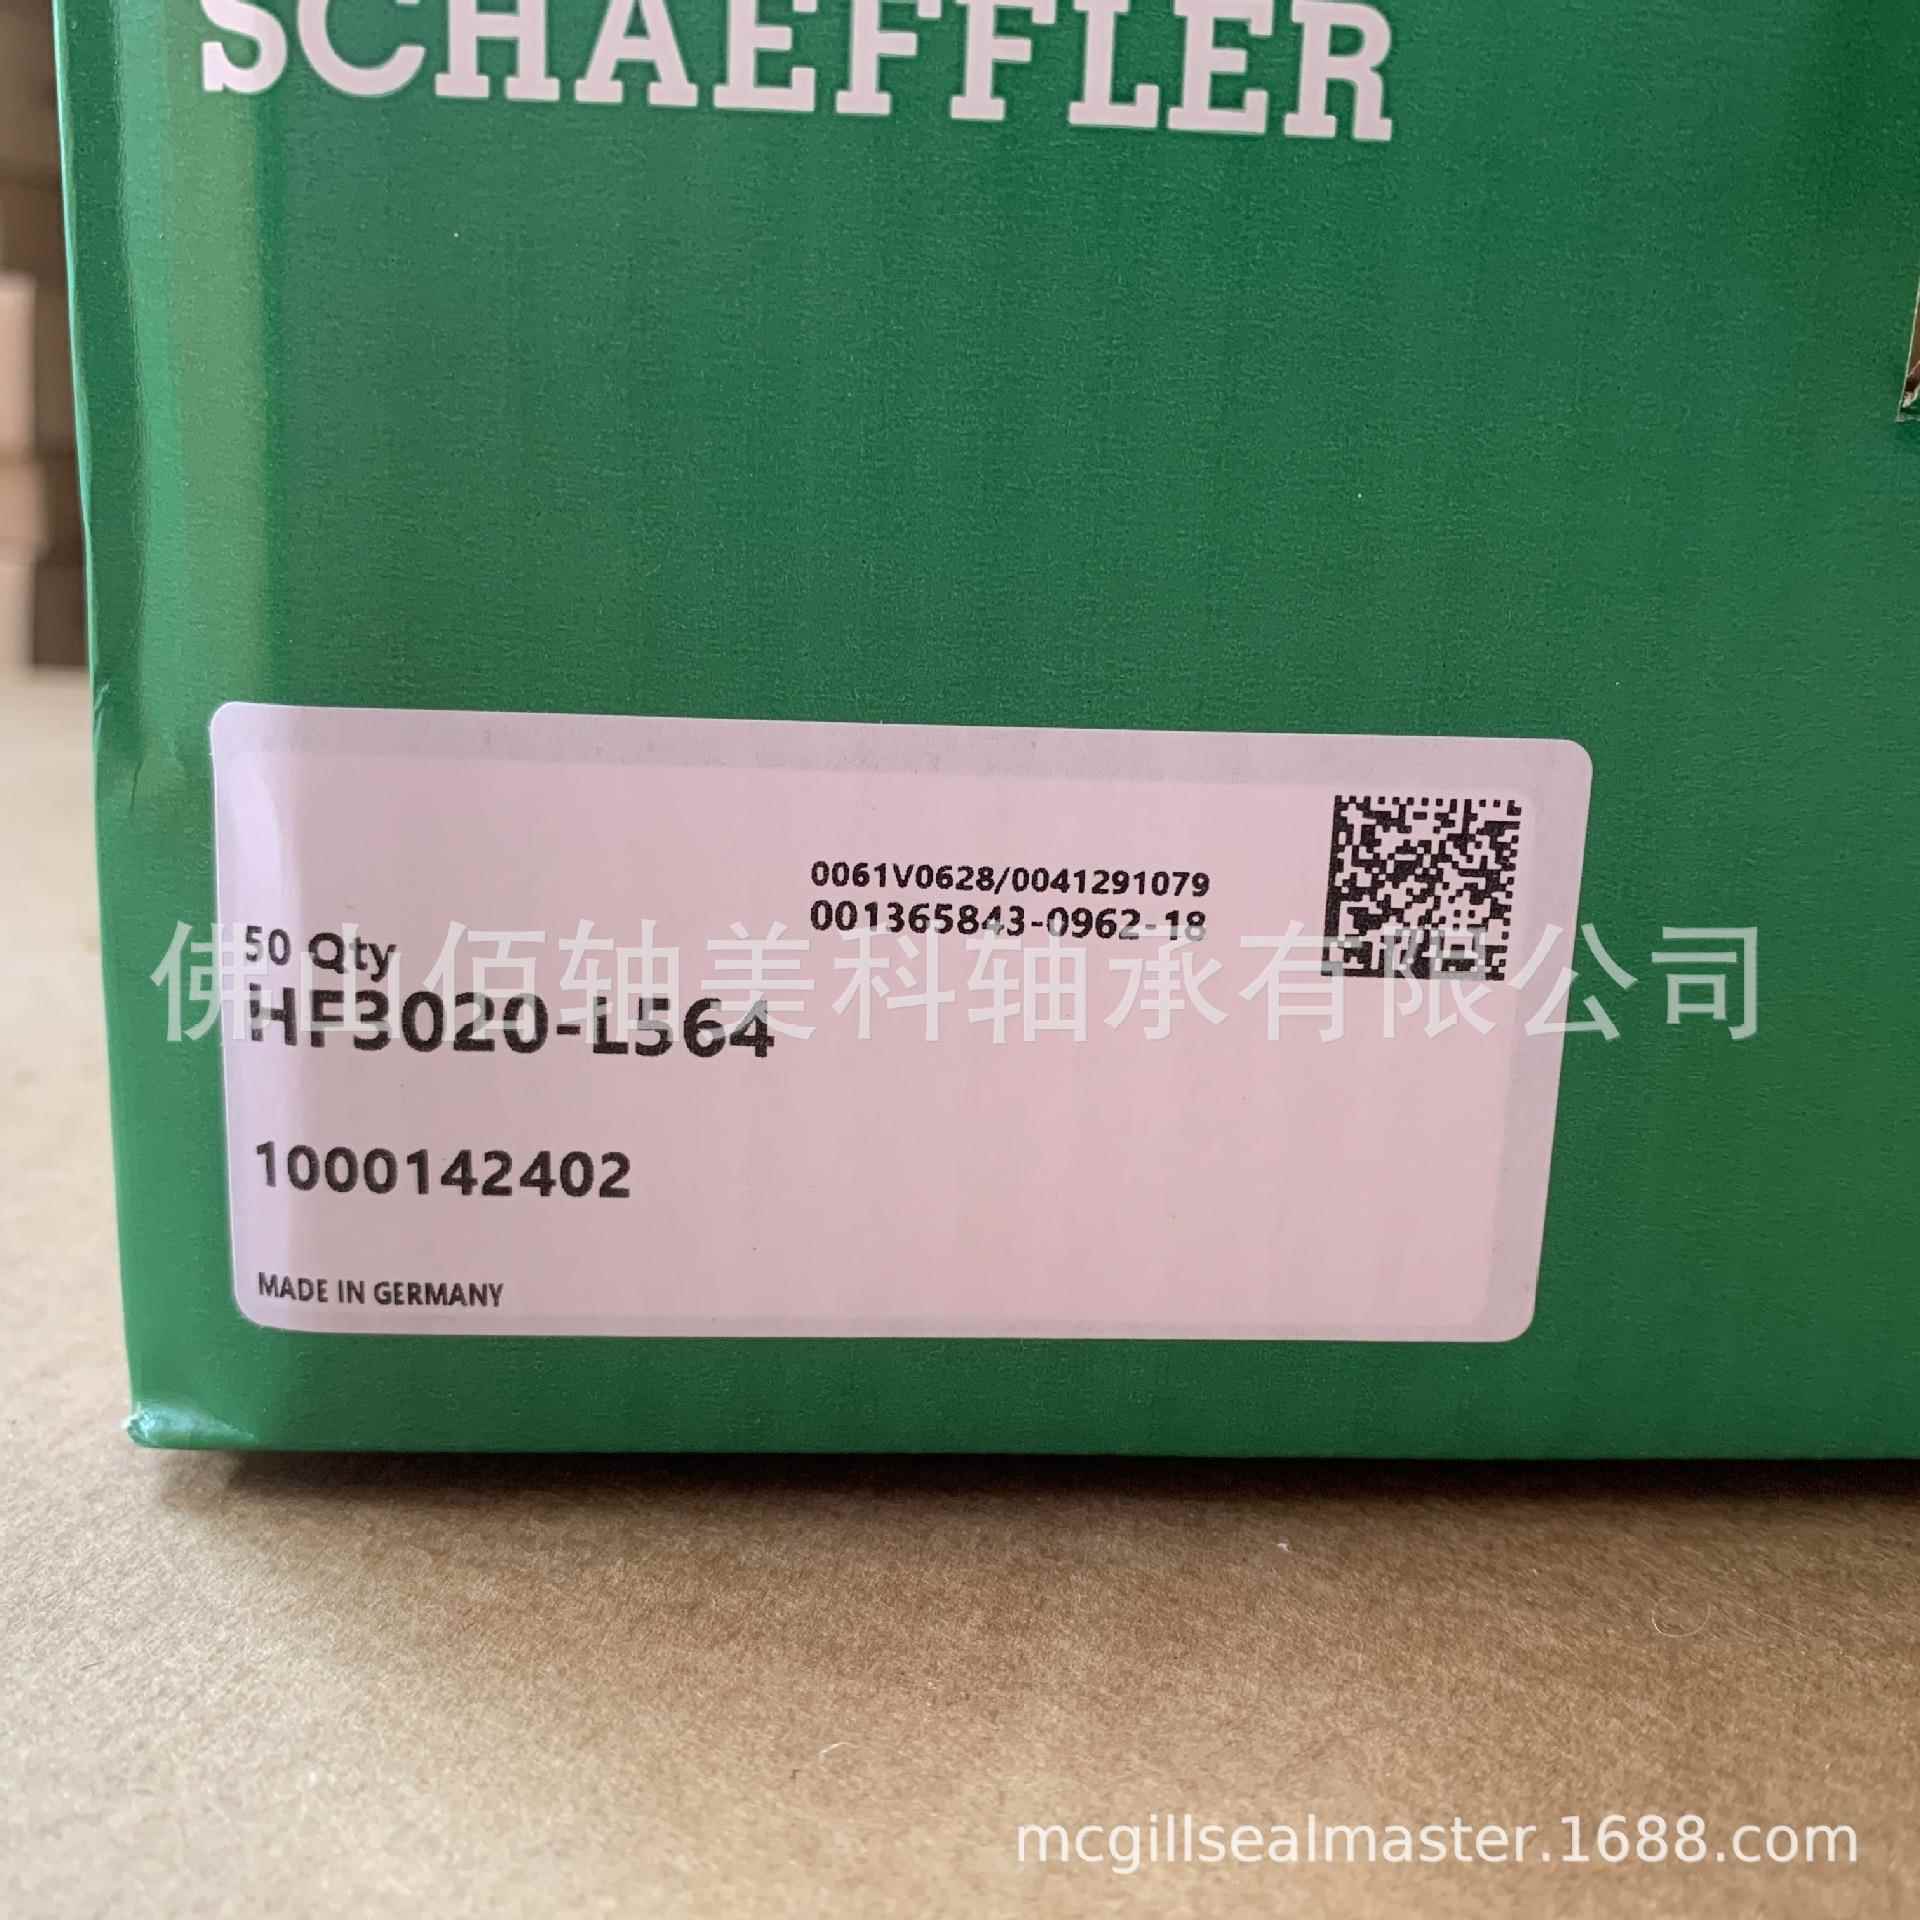 SCHAEFFLER
0061V0628/0041291079
001365843-0962-18
50 Qty
佛山佰轴美科轴承有限公司
HF3020-L564
1000142402
MADE IN GERMANY
mcgillsealmaster.1688.com